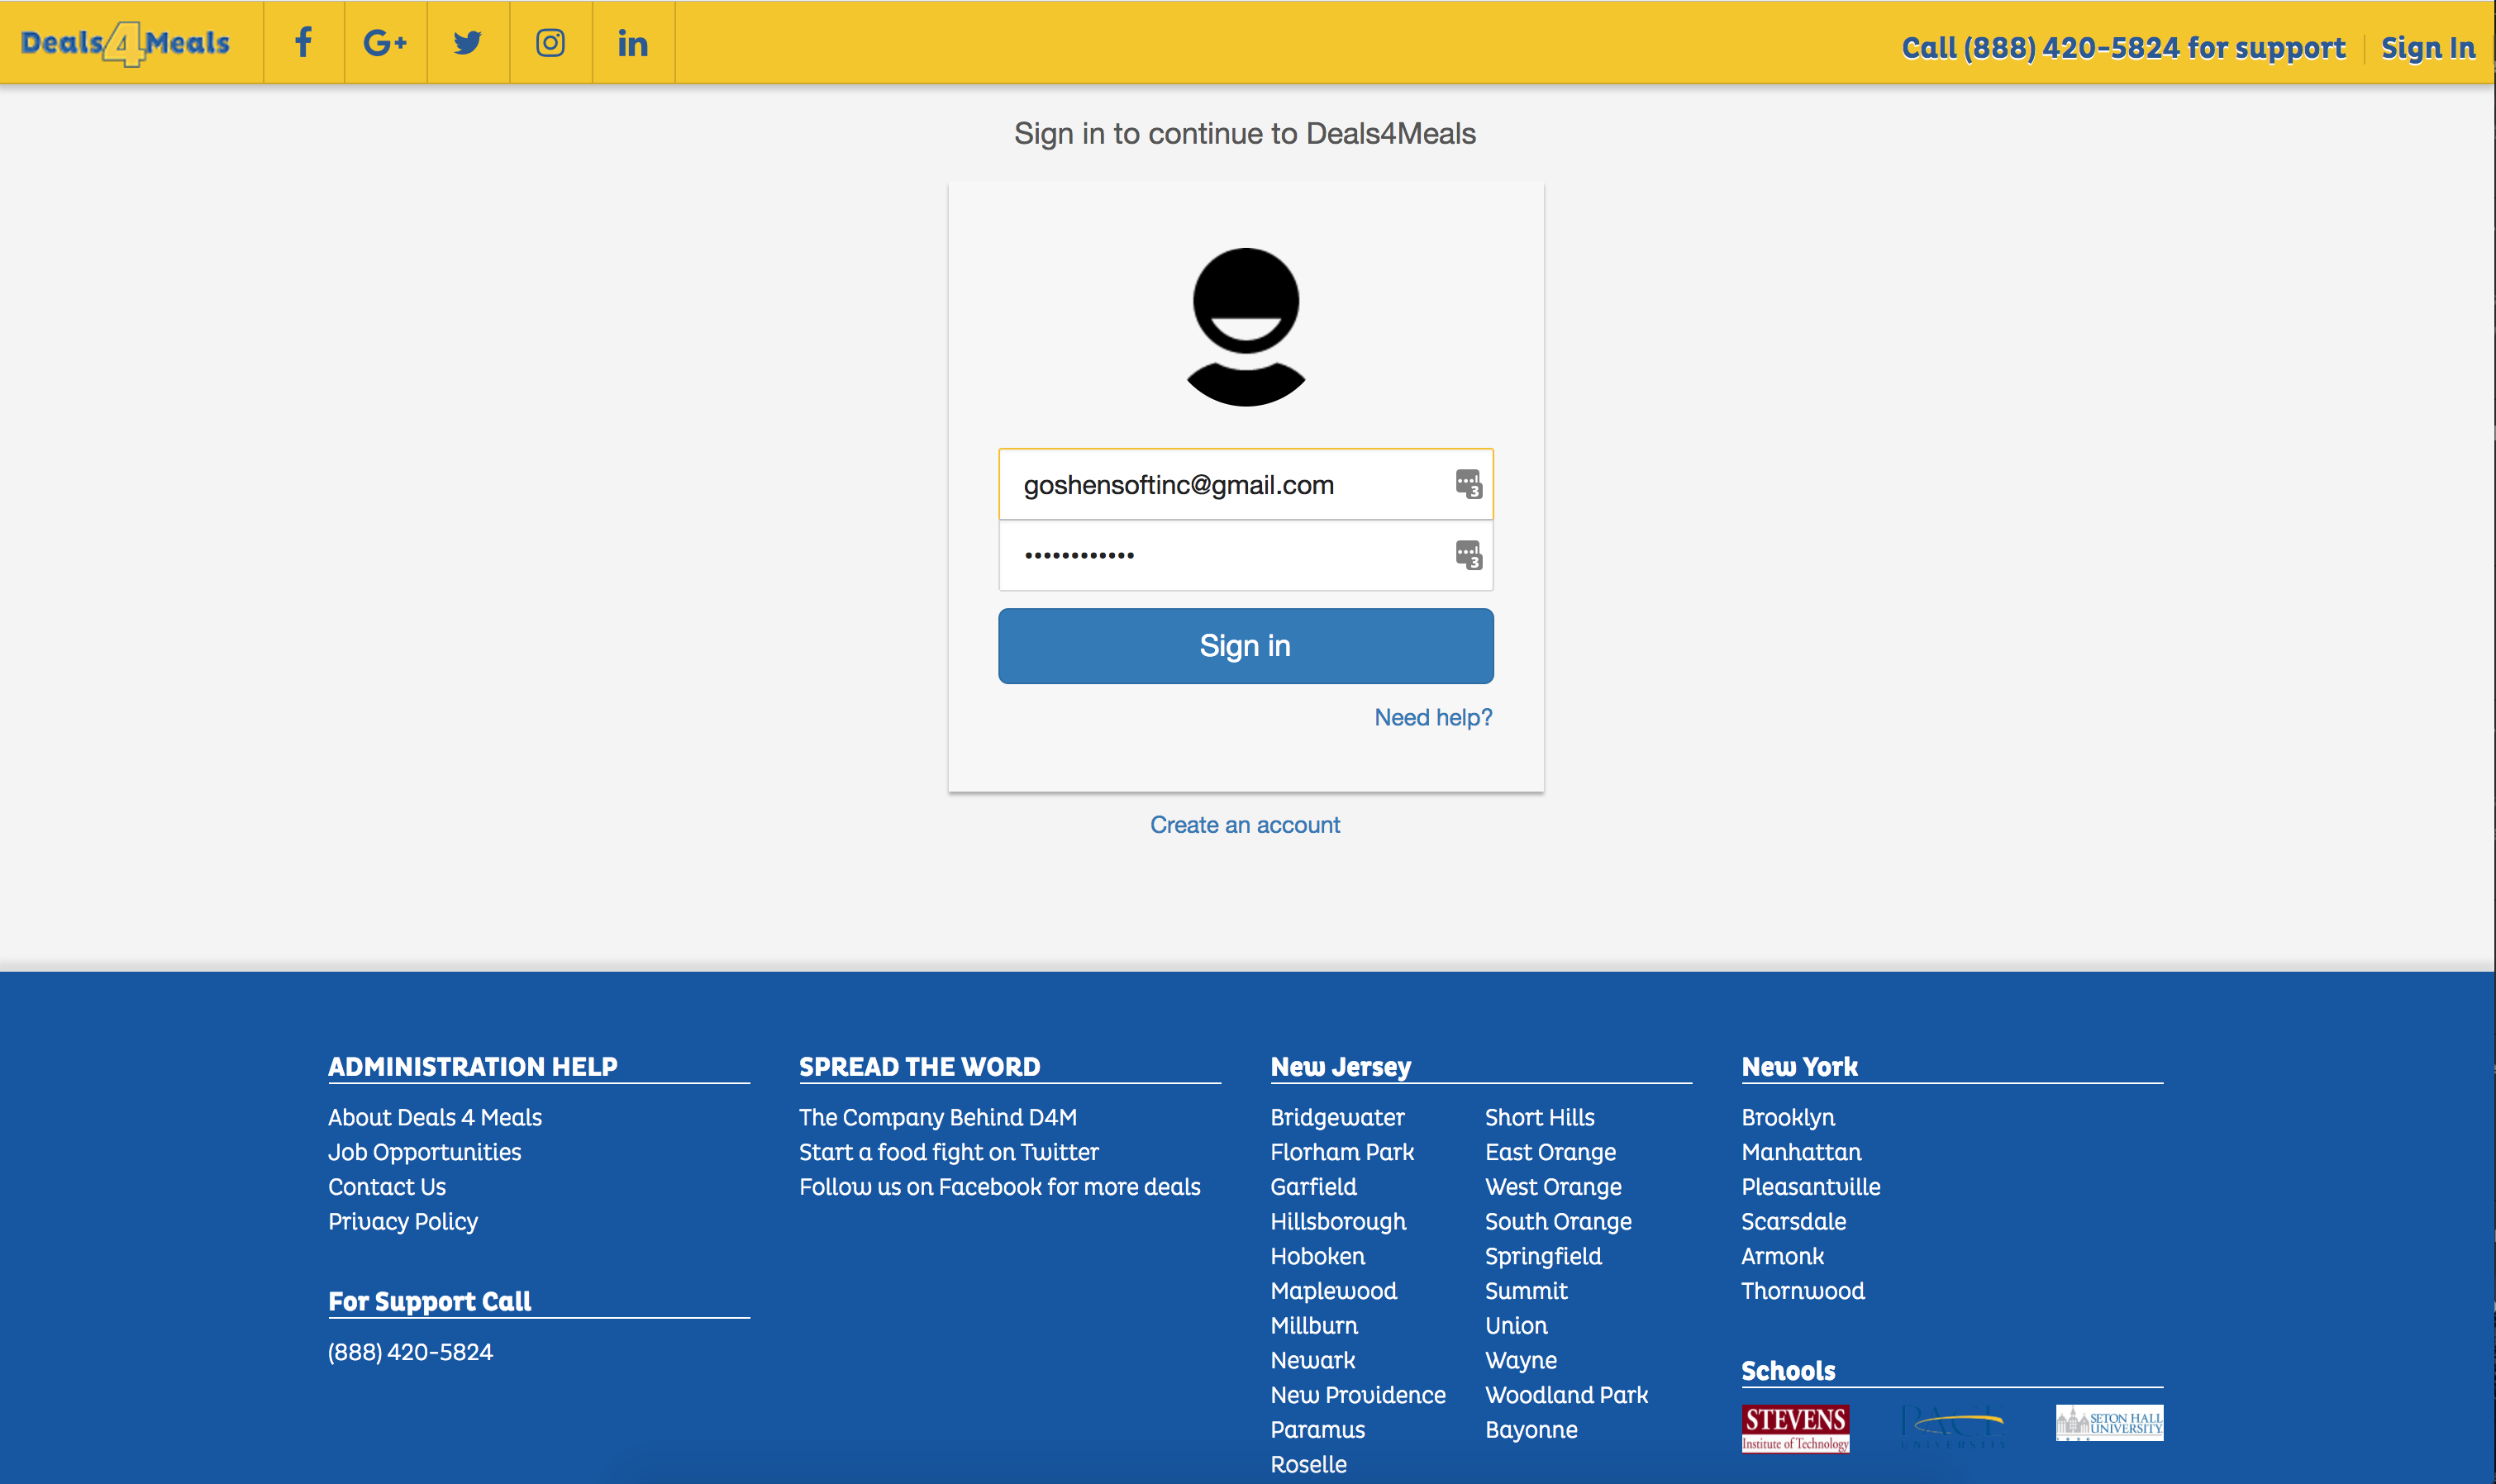 Deals4Meals
Call (888) 420-5824 for support
Sign In
Sign in to continue to Deals4Meals
goshensoftinc@gmail.com
3
••••••••••••
3
Sign in
Need help?
Create an account
ADMINISTRATION HELP
About Deals 4 Meals
Job Opportunities
Contact Us
Privacy Policy
For Support Call
(888) 420-5824
SPREAD THE WORD
The Company Behind D4M
Start a food fight on Twitter
Follow us on Facebook for more deals
New Jersey
Bridgewater
Florham Park
Garfield
Hillsborough
Hoboken
Maplewood
Millburn
Newark
New Providence
Paramus
Roselle
Short Hills
East Orange
West Orange
South Orange
Springfield
Summit
Union
Wayne
Woodland Park
Bayonne
New York
Brooklyn
Manhattan
Pleasantville
Scarsdale
Armonk
Thornwood
Schools
STEVENS
Institute of Technology
PACE
UNIVERSITY
SETON HALL
UNIVERSITY